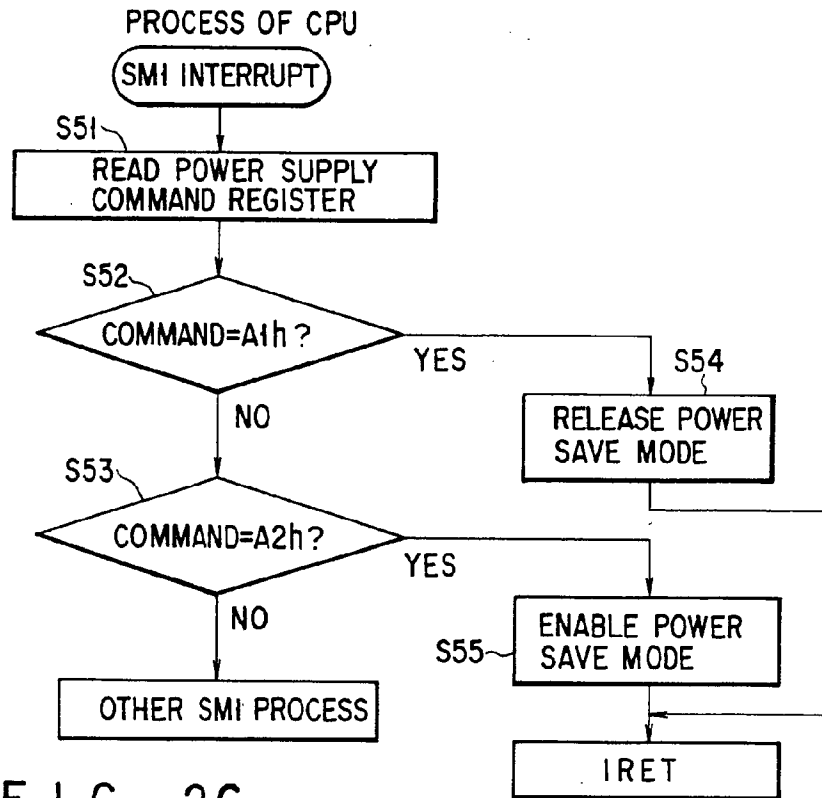 PROCESS OF CPU
SMI INTERRUPT
S51
READ POWER SUPPLY
COMMAND REGISTER
S52
COMMAND=A1h?
YES
S54
NO
RELEASE POWER
SAVE MODE
S53
COMMAND=A2h?
YES
NO
ENABLE POWER
S55
SAVE MODE
OTHER SMI PROCESS
IRET